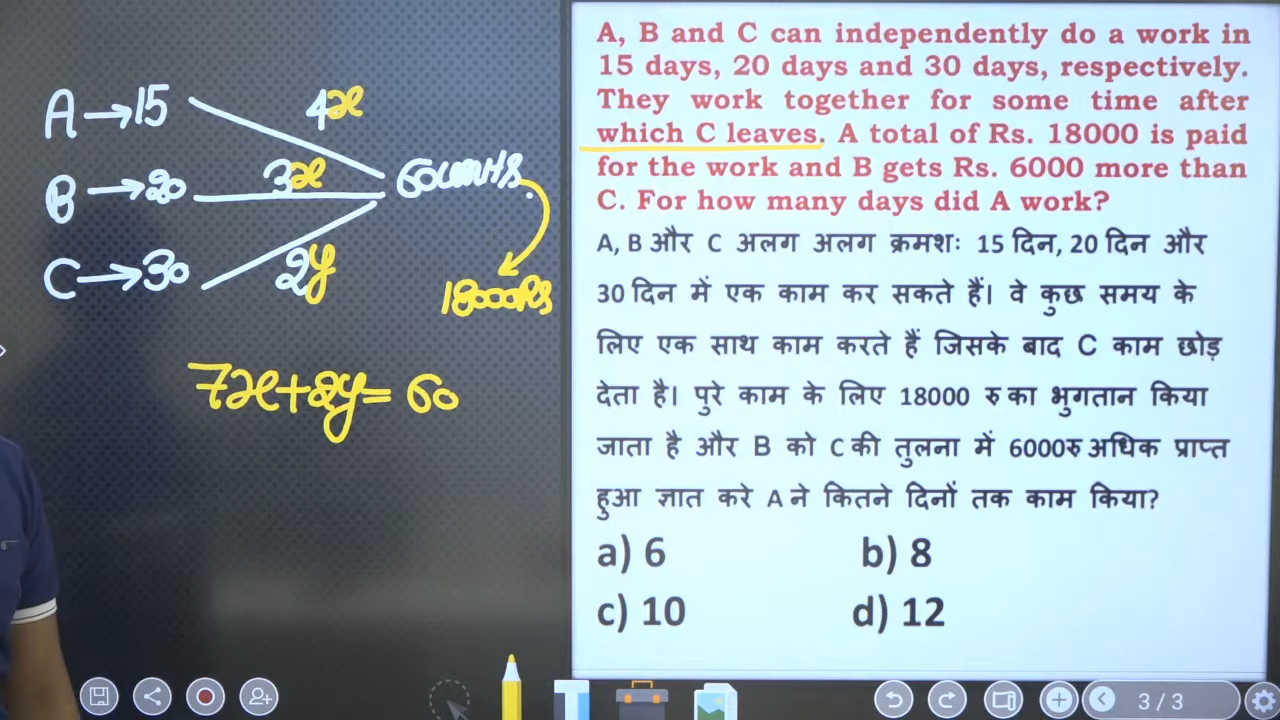 A → 15
4x
B → 20
3x
60 units.
C → 30
2y
18000Rs
7x+2y= 60
A, B and C can independently do a work in
15 days, 20 days and 30 days, respectively.
They work together for some time after
which C leaves. A total of Rs. 18000 is paid
for the work and B gets Rs. 6000 more than
C. For how many days did A work?
A, B और C अलग अलग क्रमशः 15 दिन, 20 दिन और
30 दिन में एक काम कर सकते हैं। वे कुछ समय के
लिए एक साथ काम करते हैं जिसके बाद C काम छोड़
देता है। पुरे काम के लिए 18000 रु का भुगतान किया
जाता है और B को C की तुलना में 6000रु अधिक प्राप्त
हुआ ज्ञात करे A ने कितने दिनों तक काम किया?
a) 6 b) 8
c) 10 d) 12
3 / 3